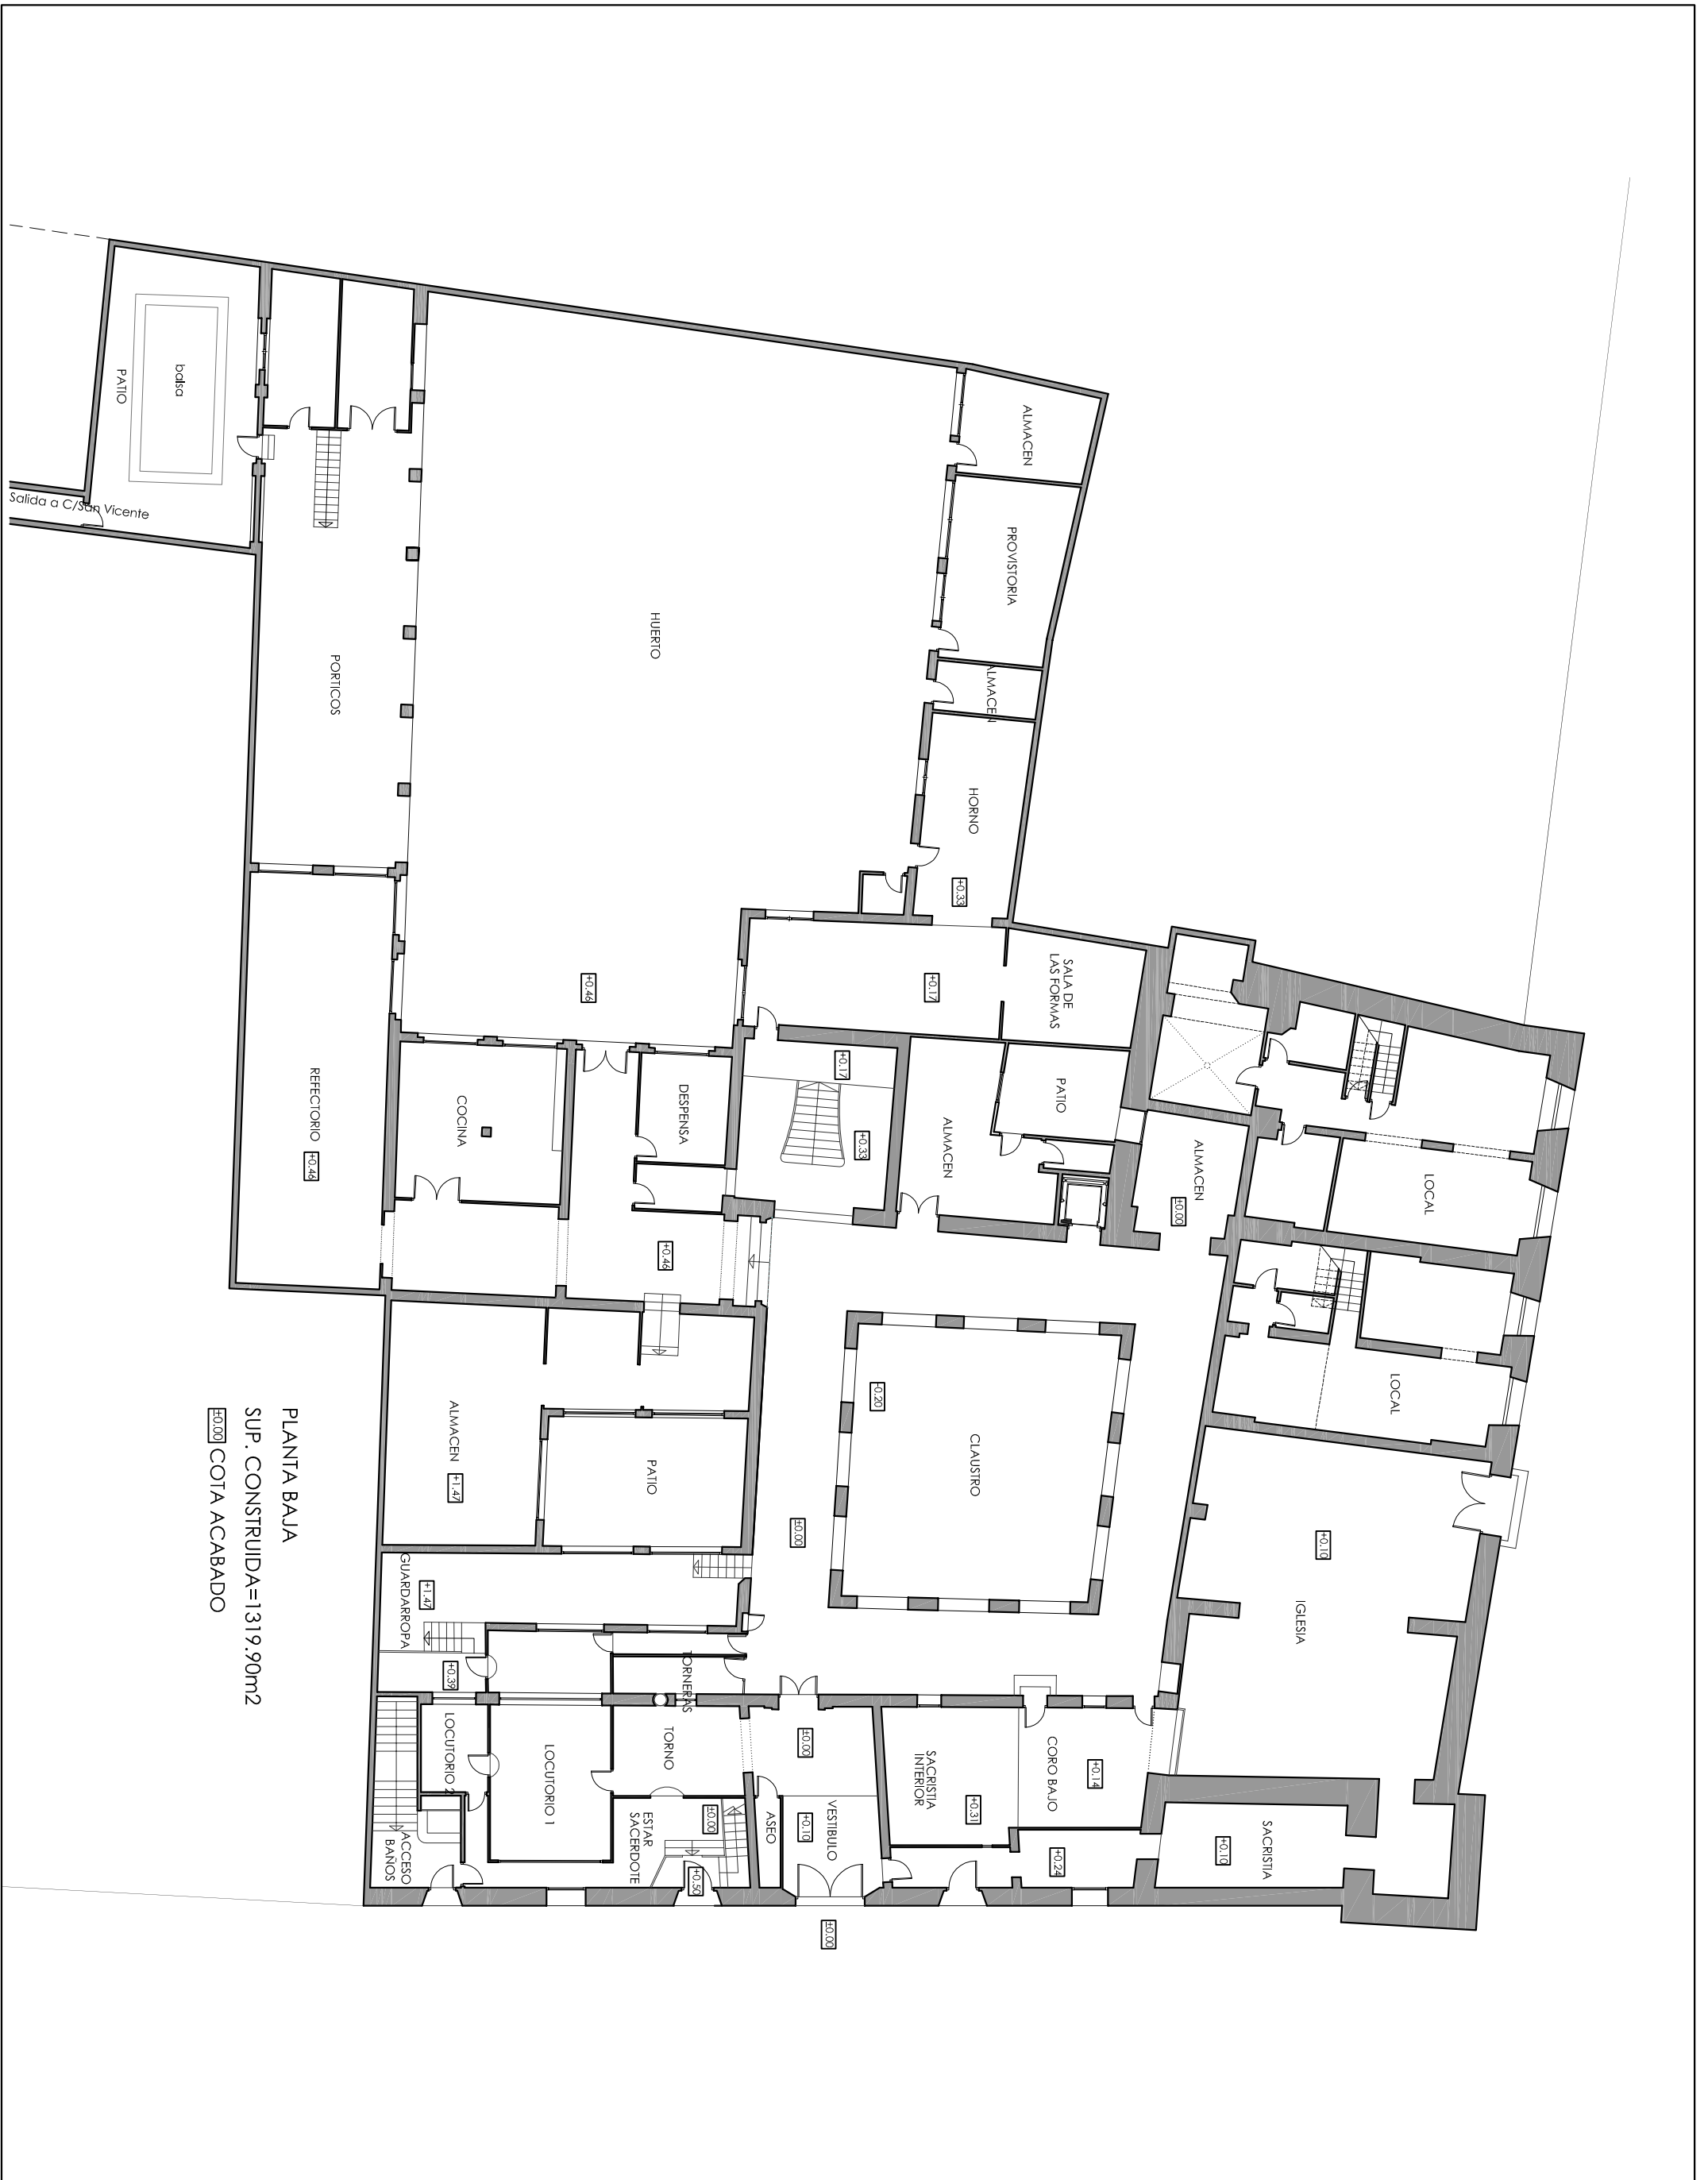 LOCAL
LOCAL
+0.10
IGLESIA
SACRISTIA
+0.10
ALMACEN
±0.00
+0.14
SALA DE
LAS FORMAS
PATIO
CORO BAJO
+0.24
ALMACEN
PROVISTORIA
ALMACEN
HORNO
CLAUSTRO
+0.31
+0.33
ALMACEN
+0.17
SACRISTIA
INTERIOR
-0.20
+0.33
+0.17
VESTIBULO
±0.00
±0.00
+0.10
±0.00
ASEO
±0.00
+0.50
TORNERAS
DESPENSA
TORNO
+0.46
HUERTO
PATIO
ESTAR
SACERDOTE
+0.46
LOCUTORIO 1
COCINA
ALMACEN
+1.47
LOCUTORIO 2
+0.39
+1.47
GUARDARROPA
ACCESO
BAÑOS
PORTICOS
REFECTORIO
+0.46
PLANTA BAJA
SUP. CONSTRUIDA=1319.90m2
±0.00 COTA ACABADO
balsa
PATIO
Salida a C/San Vicente